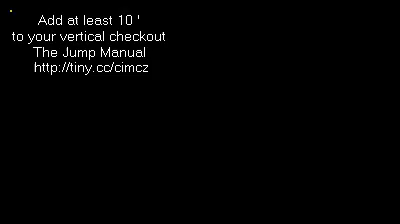 Add at least 10 '
to your vertical checkout
The Jump Manual
http://tiny.cc/cimcz